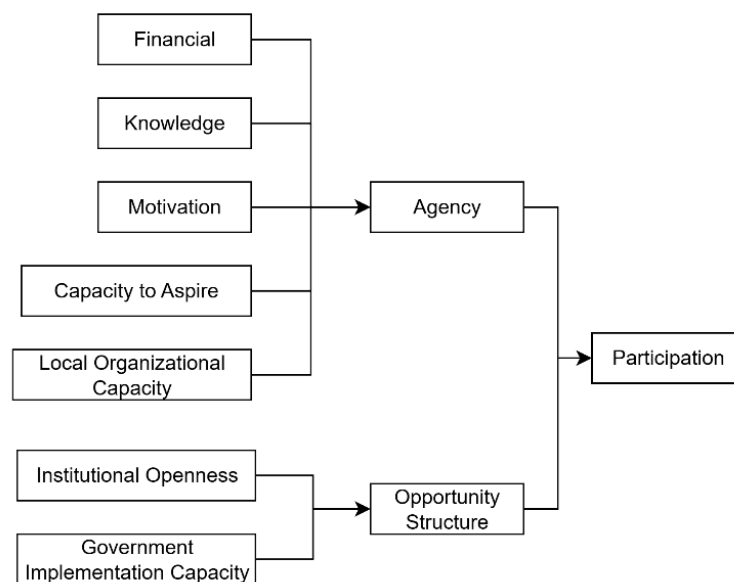 Financial
Knowledge
Motivation
Capacity to Aspire
Local Organizational
Capacity
Institutional Openness
Government
Implementation Capacity
Agency
Opportunity
Structure
Participation